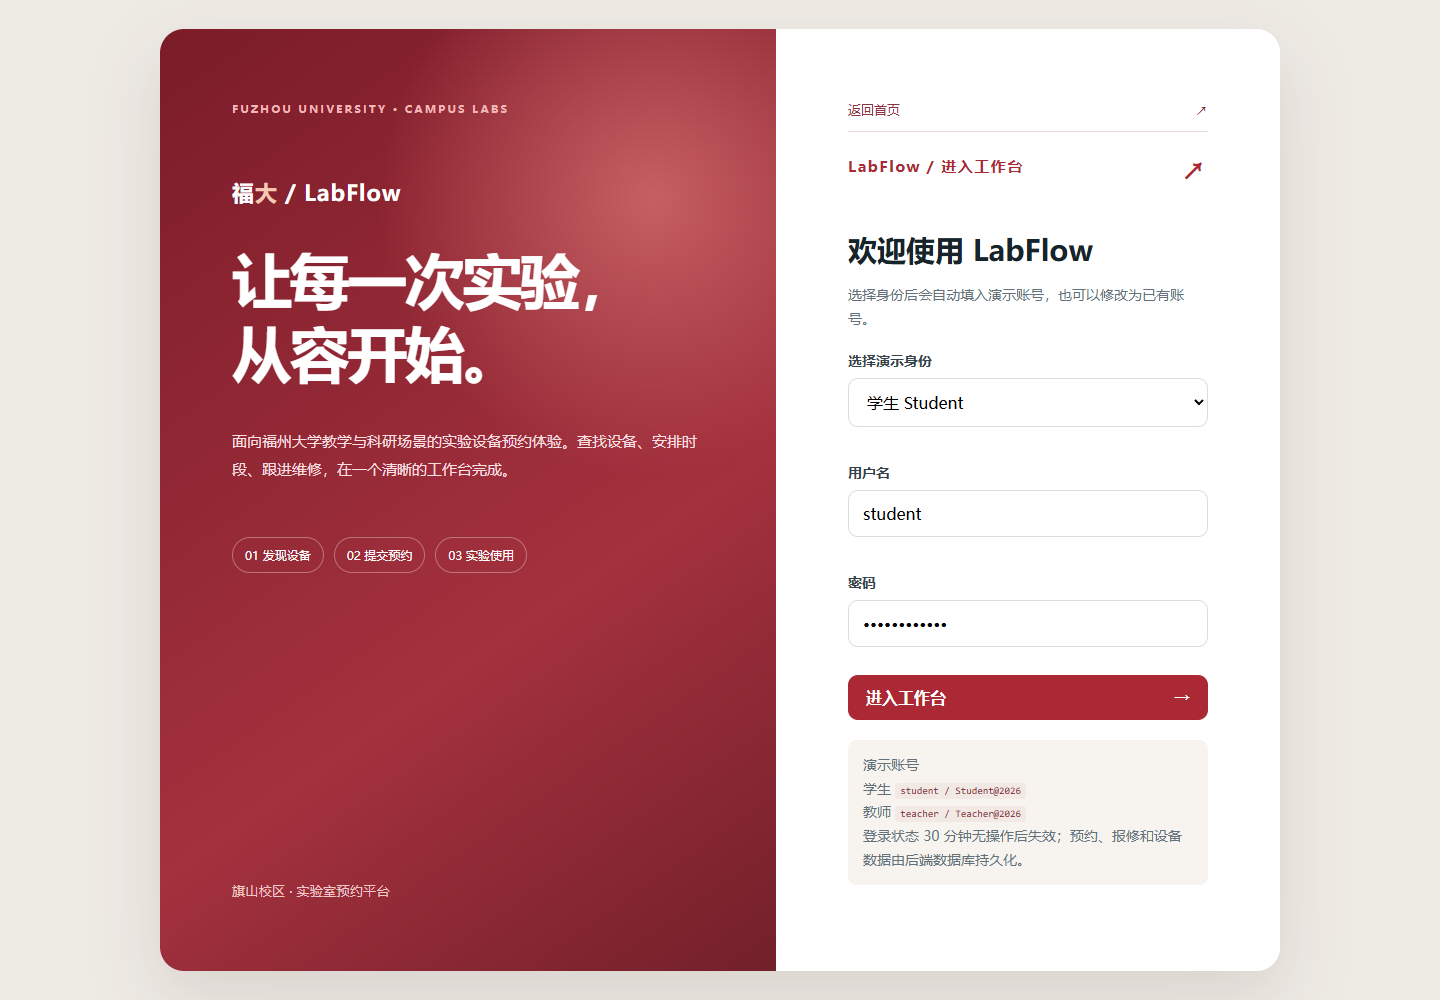 FUZHOU UNIVERSITY • CAMPUS LABS
福大 / LabFlow
让每一次实验，
从容开始。
面向福州大学教学与科研场景的实验设备预约体验。查找设备、安排时
段、跟进维修，在一个清晰的工作台完成。
01 发现设备
02 提交预约
03 实验使用
旗山校区 · 实验室预约平台
返回首页 ↗
LabFlow / 进入工作台 ↗
欢迎使用 LabFlow
选择身份后会自动填入演示账号，也可以修改为已有账
号。
选择演示身份
学生 Student
用户名
student
密码
••••••••••••
进入工作台 →
演示账号
学生 student / Student@2026
教师 teacher / Teacher@2026
登录状态 30 分钟无操作后失效；预约、报修和设备
数据由后端数据库持久化。